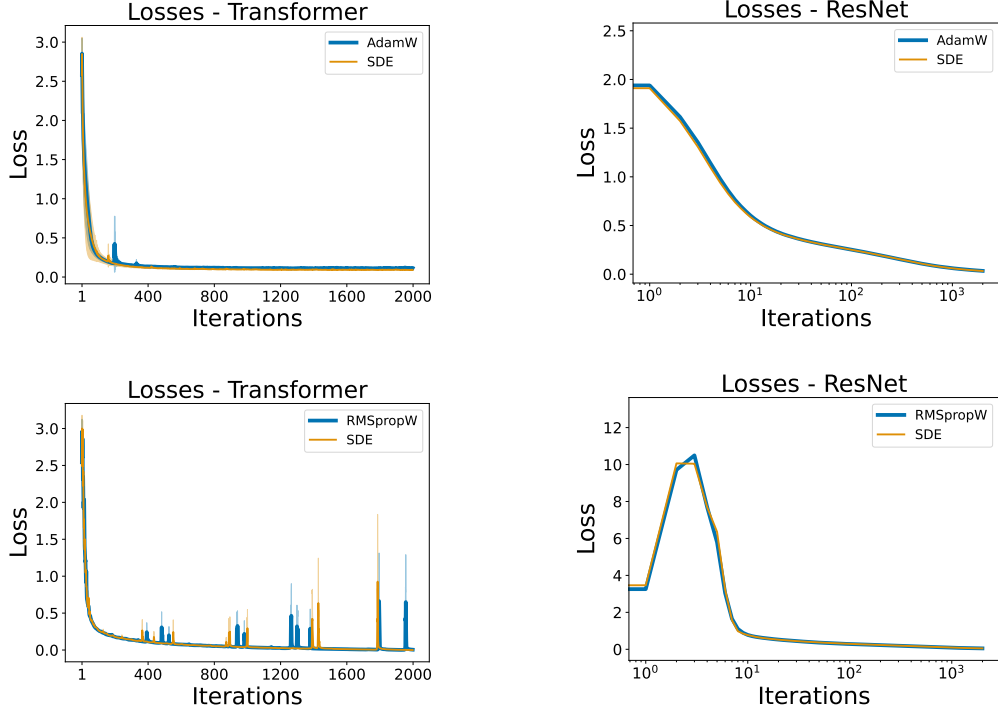 Losses - Transformer
Loss
3.0
2.5
2.0
1.5
1.0
0.5
0.0
AdamW
SDE
1 400 800 1200 1600 2000
Iterations
Losses - ResNet
Loss
2.5
2.0
1.5
1.0
0.5
0.0
AdamW
SDE
10⁰ 10¹ 10² 10³
Iterations
Losses - Transformer
Loss
3.0
2.5
2.0
1.5
1.0
0.5
0.0
RMSpropW
SDE
1 400 800 1200 1600 2000
Iterations
Losses - ResNet
Loss
12
10
8
6
4
2
0
RMSpropW
SDE
10⁰ 10¹ 10² 10³
Iterations